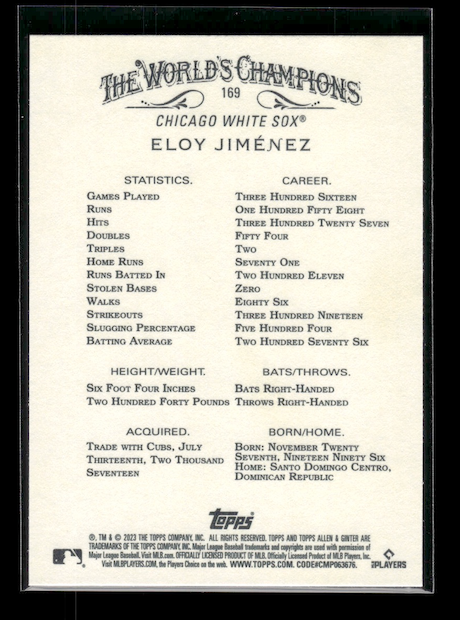 THE WORLD'S CHAMPIONS
169
CHICAGO WHITE SOX®
ELOY JIMÉNEZ
STATISTICS. CAREER.
GAMES PLAYED THREE HUNDRED SIXTEEN
RUNS ONE HUNDRED FIFTY EIGHT
HITS THREE HUNDRED TWENTY SEVEN
DOUBLES FIFTY FOUR
TRIPLES TWO
HOME RUNS SEVENTY ONE
RUNS BATTED IN TWO HUNDRED ELEVEN
STOLEN BASES ZERO
WALKS EIGHTY SIX
STRIKEOUTS THREE HUNDRED NINETEEN
SLUGGING PERCENTAGE FIVE HUNDRED FOUR
BATTING AVERAGE TWO HUNDRED SEVENTY SIX
HEIGHT/WEIGHT. BATS/THROWS.
SIX FOOT FOUR INCHES BATS RIGHT-HANDED
TWO HUNDRED FORTY POUNDS THROWS RIGHT-HANDED
ACQUIRED.
TRADE WITH CUBS, JULY
THIRTEENTH, TWO THOUSAND
SEVENTEEN
BORN/HOME.
BORN: NOVEMBER TWENTY
SEVENTH, NINETEEN NINETY SIX
HOME: SANTO DOMINGO CENTRO,
DOMINICAN REPUBLIC
Topps
®, TM & © 2023 THE TOPPS COMPANY, INC. ALL RIGHTS RESERVED. TOPPS AND TOPPS ALLEN & GINTER ARE
TRADEMARKS OF THE TOPPS COMPANY, INC. Major League Baseball trademarks and copyrights are used with permission of
Major League Baseball. Visit MLB.com. OFFICIALLY LICENSED PRODUCT OF MLB Players, Inc.
Visit MLBPLAYERS.com, the Players Choice on the web. WWW.TOPPS.COM. CODE#CMP063676.
PLAYERS